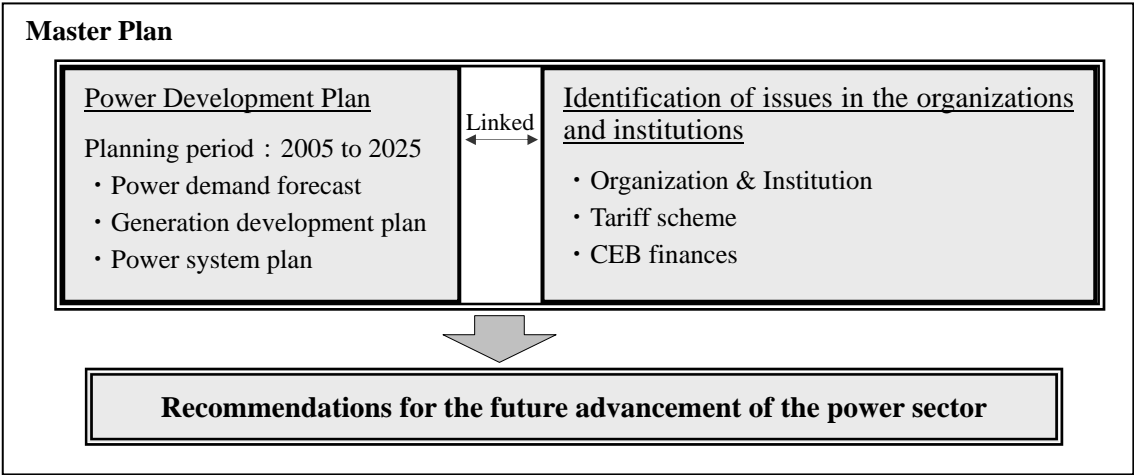 Master Plan
Power Development Plan
Planning period：2005 to 2025
・Power demand forecast
・Generation development plan
・Power system plan
Linked
Identification of issues in the organizations
and institutions
・Organization & Institution
・Tariff scheme
・CEB finances
Recommendations for the future advancement of the power sector